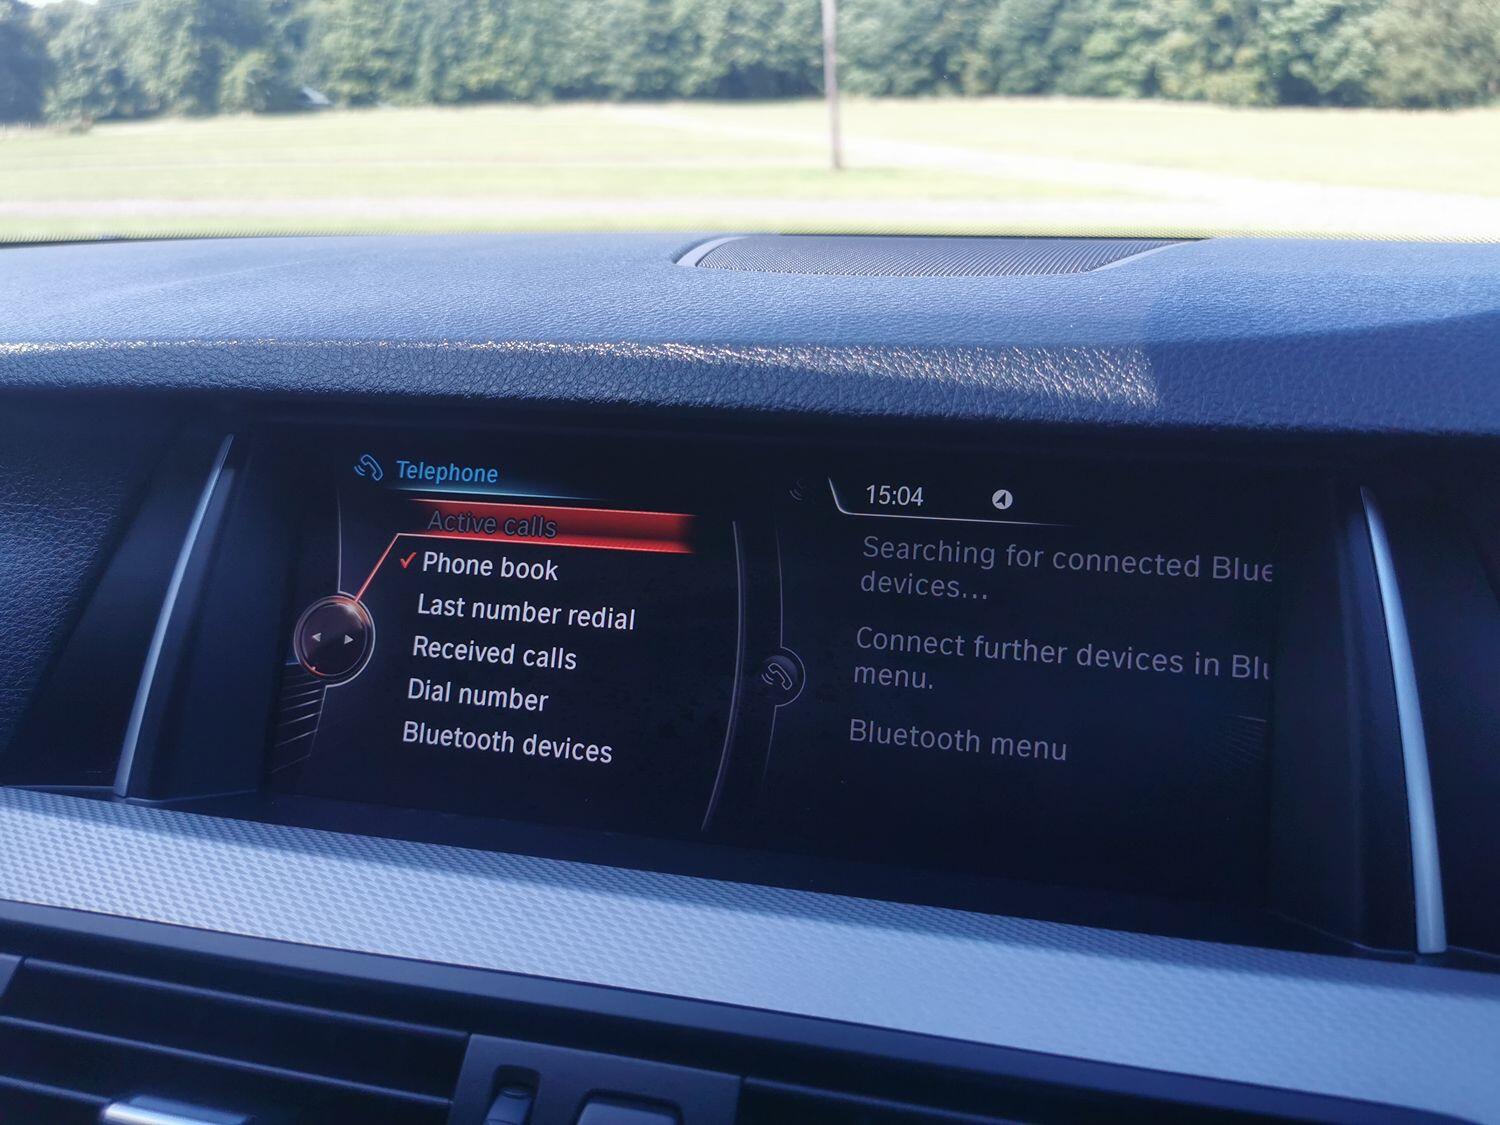 Telephone
Active calls
Phone book
Last number redial
Received calls
Dial number
Bluetooth devices
15:04
Searching for connected Blue
devices...
Connect further devices in Blu
menu.
Bluetooth menu